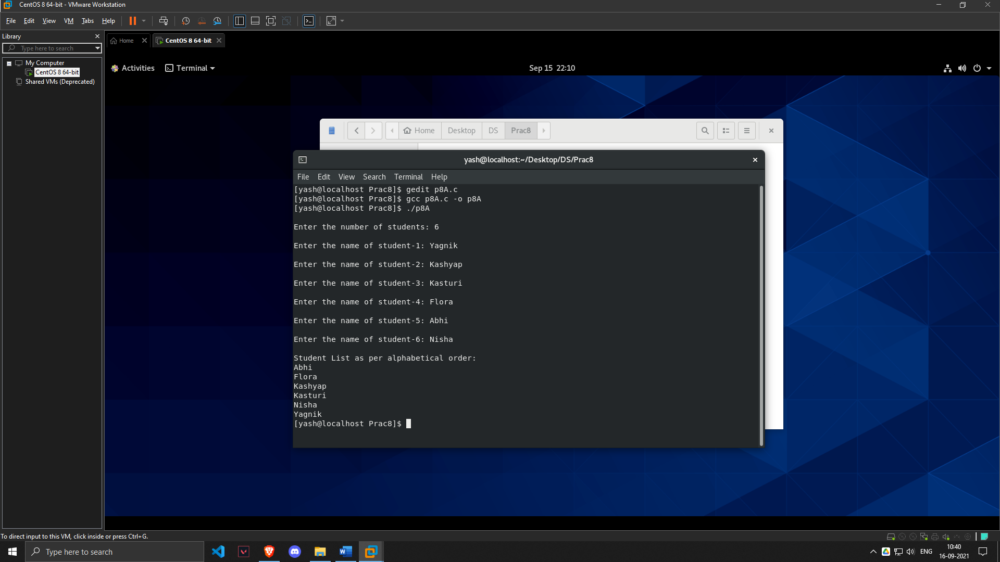 CentOS 8 64-bit - VMware Workstation
File Edit View VM Tabs Help
Library
Type here to search
My Computer
CentOS 8 64-bit
Shared VMs (Deprecated)
Home
CentOS 8 64-bit
Activities
Terminal
Sep 15 22:10
Home Desktop DS Prac8
yash@localhost:~/Desktop/DS/Prac8
File Edit View Search Terminal Help
[yash@localhost Prac8]$ gedit p8A.c
[yash@localhost Prac8]$ gcc p8A.c -o p8A
[yash@localhost Prac8]$ ./p8A
Enter the number of students: 6
Enter the name of student-1: Yagnik
Enter the name of student-2: Kashyap
Enter the name of student-3: Kasturi
Enter the name of student-4: Flora
Enter the name of student-5: Abhi
Enter the name of student-6: Nisha
Student List as per alphabetical order:
Abhi
Flora
Kashyap
Kasturi
Nisha
Yagnik
[yash@localhost Prac8]$
To direct input to this VM, click inside or press Ctrl+G.
Type here to search
ENG
10:40
16-09-2021